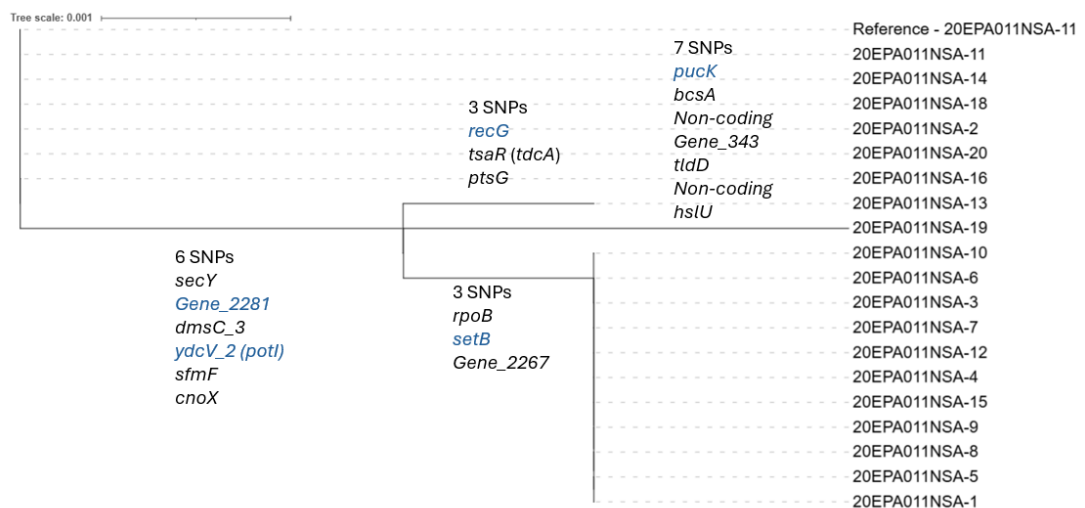 Tree scale: 0.001
Reference - 20EPA011NSA-11
20EPA011NSA-11
20EPA011NSA-14
20EPA011NSA-18
20EPA011NSA-2
20EPA011NSA-20
20EPA011NSA-16
20EPA011NSA-13
20EPA011NSA-19
20EPA011NSA-10
20EPA011NSA-6
20EPA011NSA-3
20EPA011NSA-7
20EPA011NSA-12
20EPA011NSA-4
20EPA011NSA-15
20EPA011NSA-9
20EPA011NSA-8
20EPA011NSA-5
20EPA011NSA-1
7 SNPs
pucK
bcsA
Non-coding
Gene_343
tldD
Non-coding
hslU
3 SNPs
recG
tsaR (tdcA)
ptsG
6 SNPs
secY
Gene_2281
dmsC_3
ydcV_2 (potI)
sfmF
cnoX
3 SNPs
rpoB
setB
Gene_2267